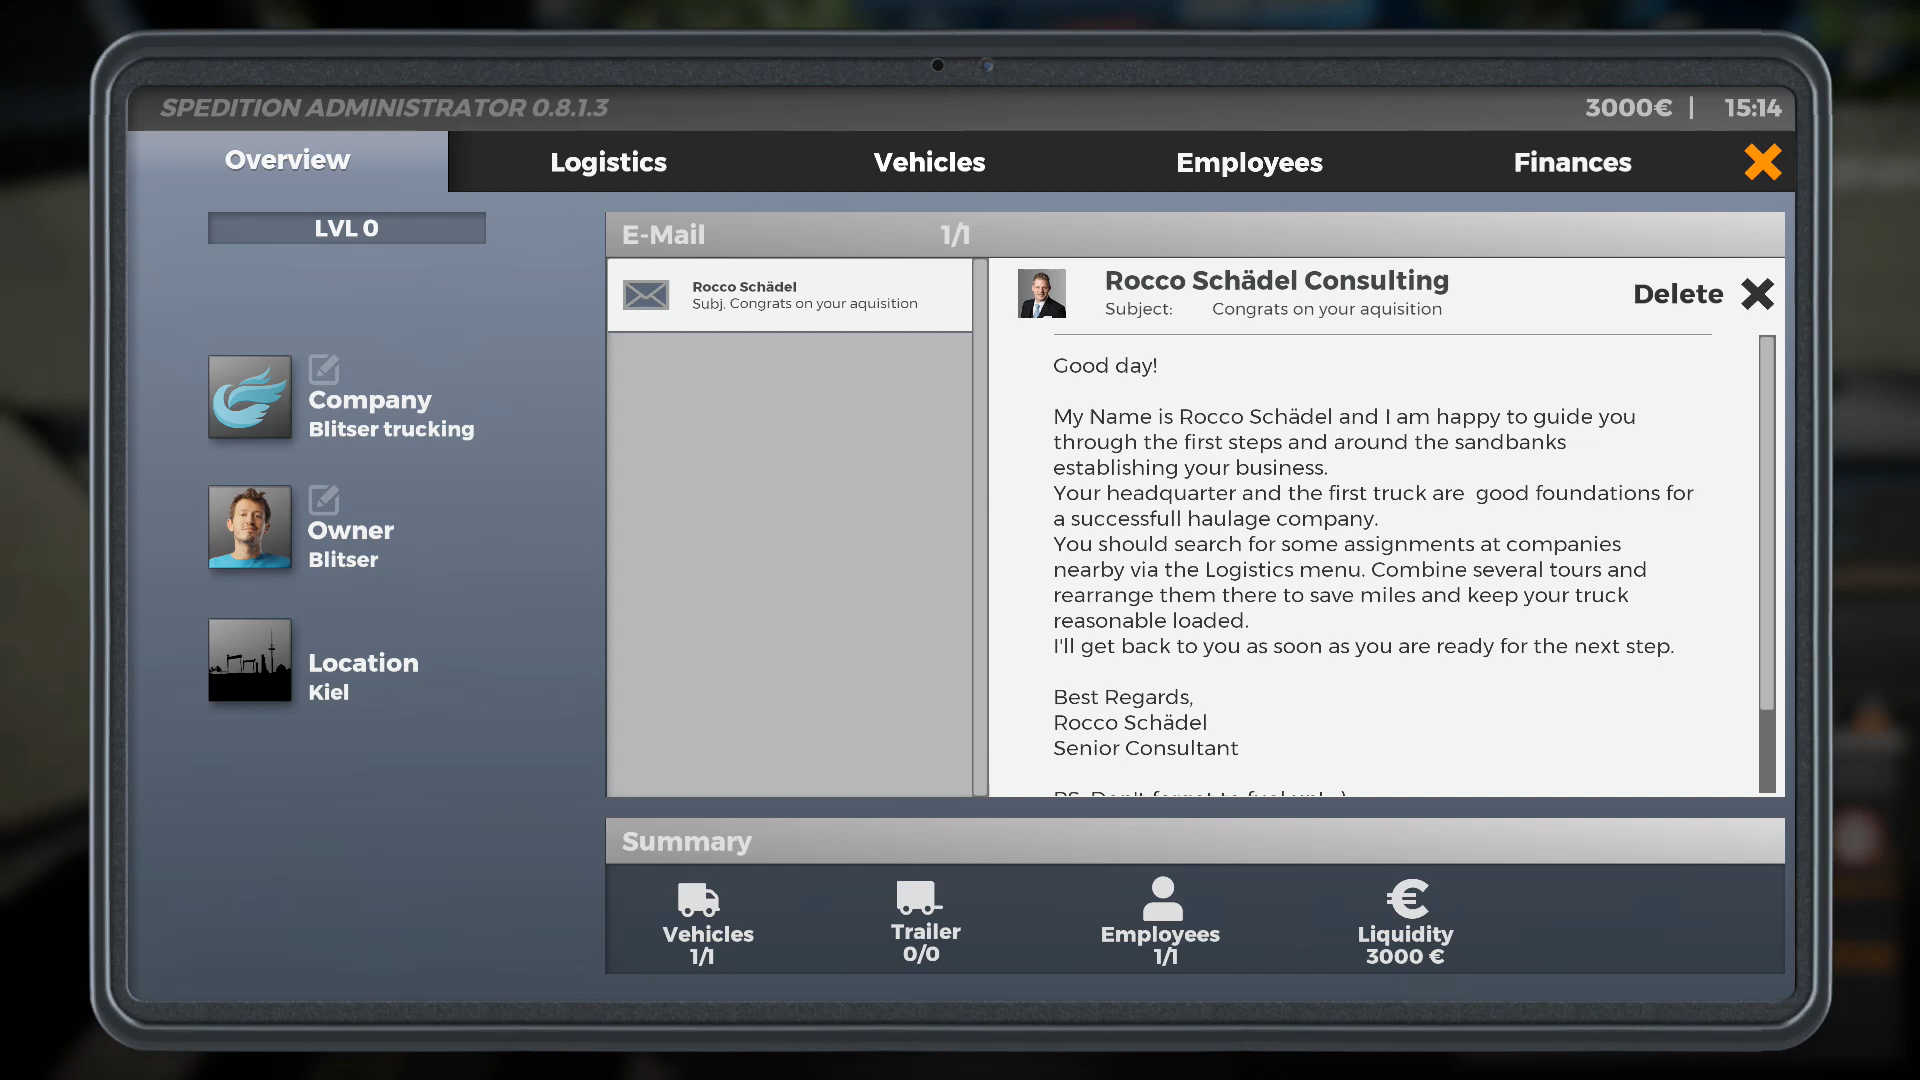 SPEDITION ADMINISTRATOR 0.8.1.3
3000€ | 15:14
Overview
Logistics
Vehicles
Employees
Finances
LVL 0
Company
Blitser trucking
Owner
Blitser
Location
Kiel
E-Mail 1/1
Rocco Schädel
Subj. Congrats on your aquisition
Rocco Schädel Consulting
Subject: Congrats on your aquisition
Delete
Good day!
My Name is Rocco Schädel and I am happy to guide you
through the first steps and around the sandbanks
establishing your business.
Your headquarter and the first truck are  good foundations for
a successfull haulage company.
You should search for some assignments at companies
nearby via the Logistics menu. Combine several tours and
rearrange them there to save miles and keep your truck
reasonable loaded.
I'll get back to you as soon as you are ready for the next step.
Best Regards,
Rocco Schädel
Senior Consultant
PS: Don't forget to fuel up! ;)
Summary
Vehicles
1/1
Trailer
0/0
Employees
1/1
Liquidity
3000 €